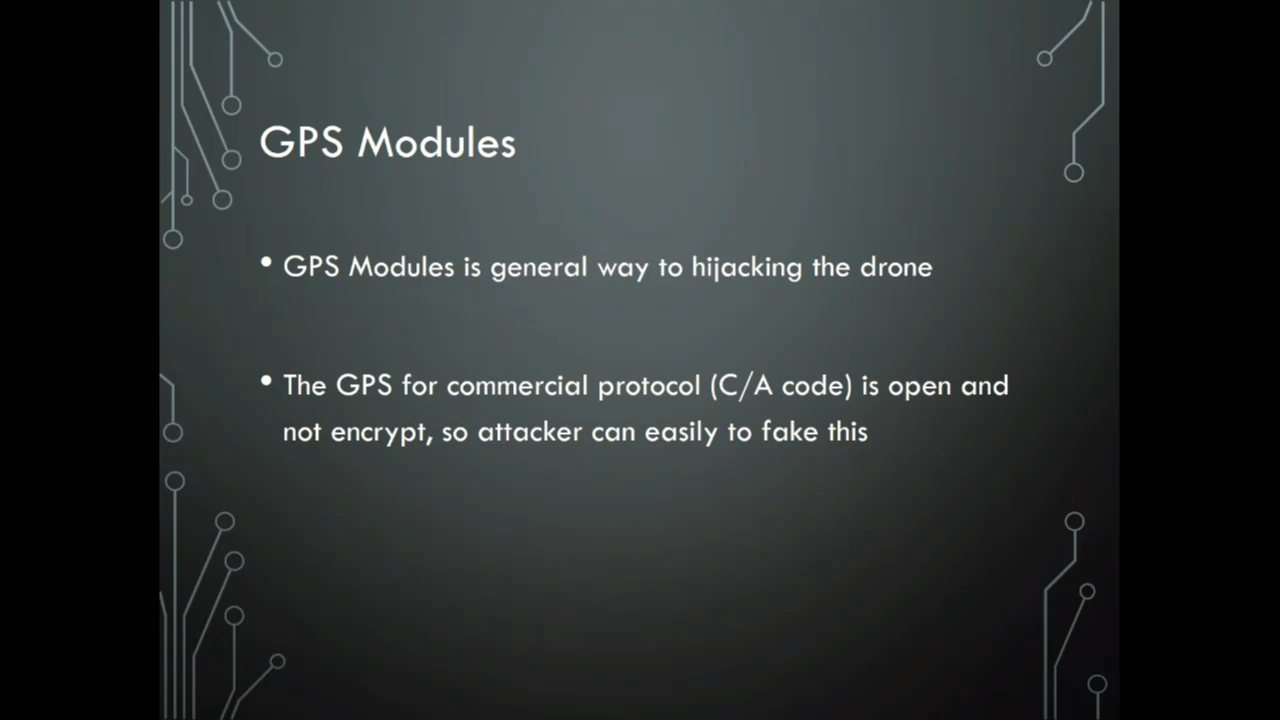 GPS Modules
• GPS Modules is general way to hijacking the drone
• The GPS for commercial protocol (C/A code) is open and
not encrypt, so attacker can easily to fake this